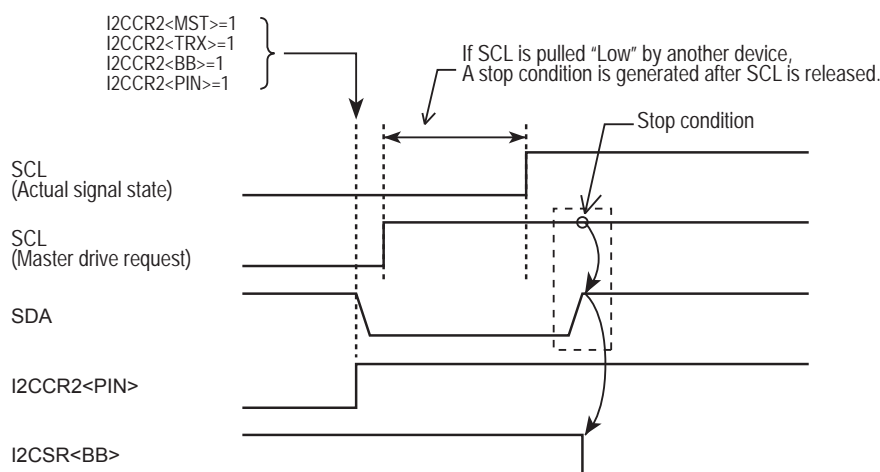 I2CCR2<MST>=1
I2CCR2<TRX>=1
I2CCR2<BB>=1
I2CCR2<PIN>=1
If SCL is pulled “Low” by another device,
A stop condition is generated after SCL is released.
Stop condition
SCL
(Actual signal state)
SCL
(Master drive request)
SDA
I2CCR2<PIN>
I2CSR<BB>